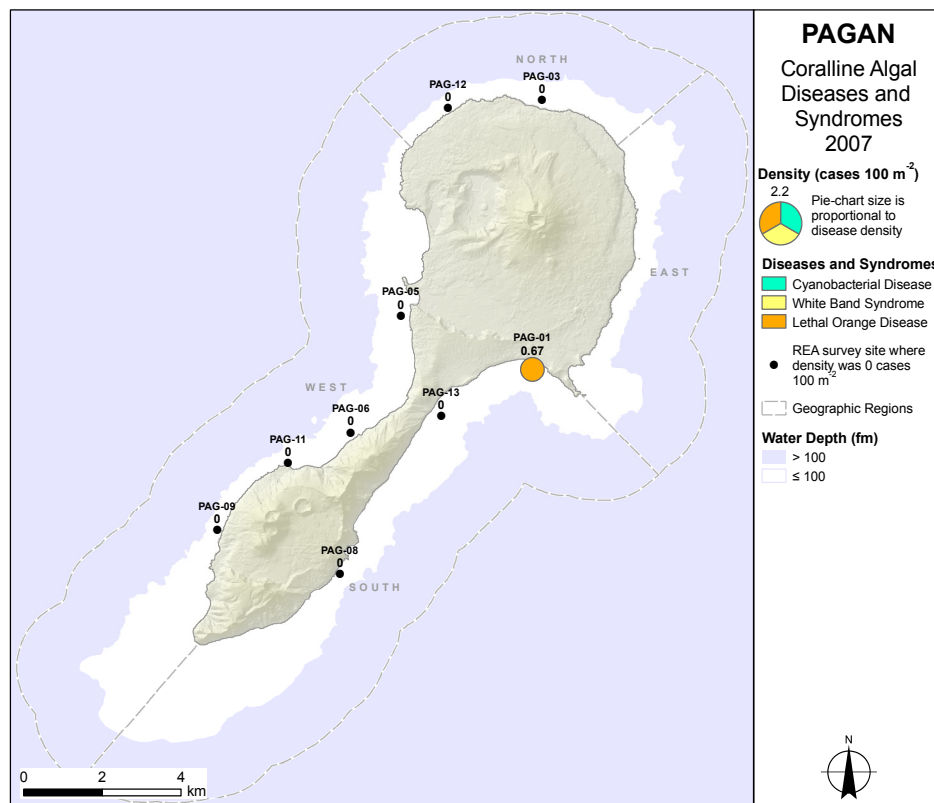 PAGAN
Coralline Algal
Diseases and
Syndromes
2007
Density (cases 100 m-2)
2.2
Pie-chart size is
proportional to
disease density
Diseases and Syndromes
Cyanobacterial Disease
White Band Syndrome
Lethal Orange Disease
REA survey site where
density was 0 cases
100 m-2
Geographic Regions
Water Depth (fm)
> 100
≤ 100
N
NORTH
PAG-12
0
PAG-03
0
EAST
PAG-05
0
PAG-01
0.67
WEST
PAG-13
0
PAG-06
0
PAG-11
0
PAG-09
0
PAG-08
0
SOUTH
0 2 4
km